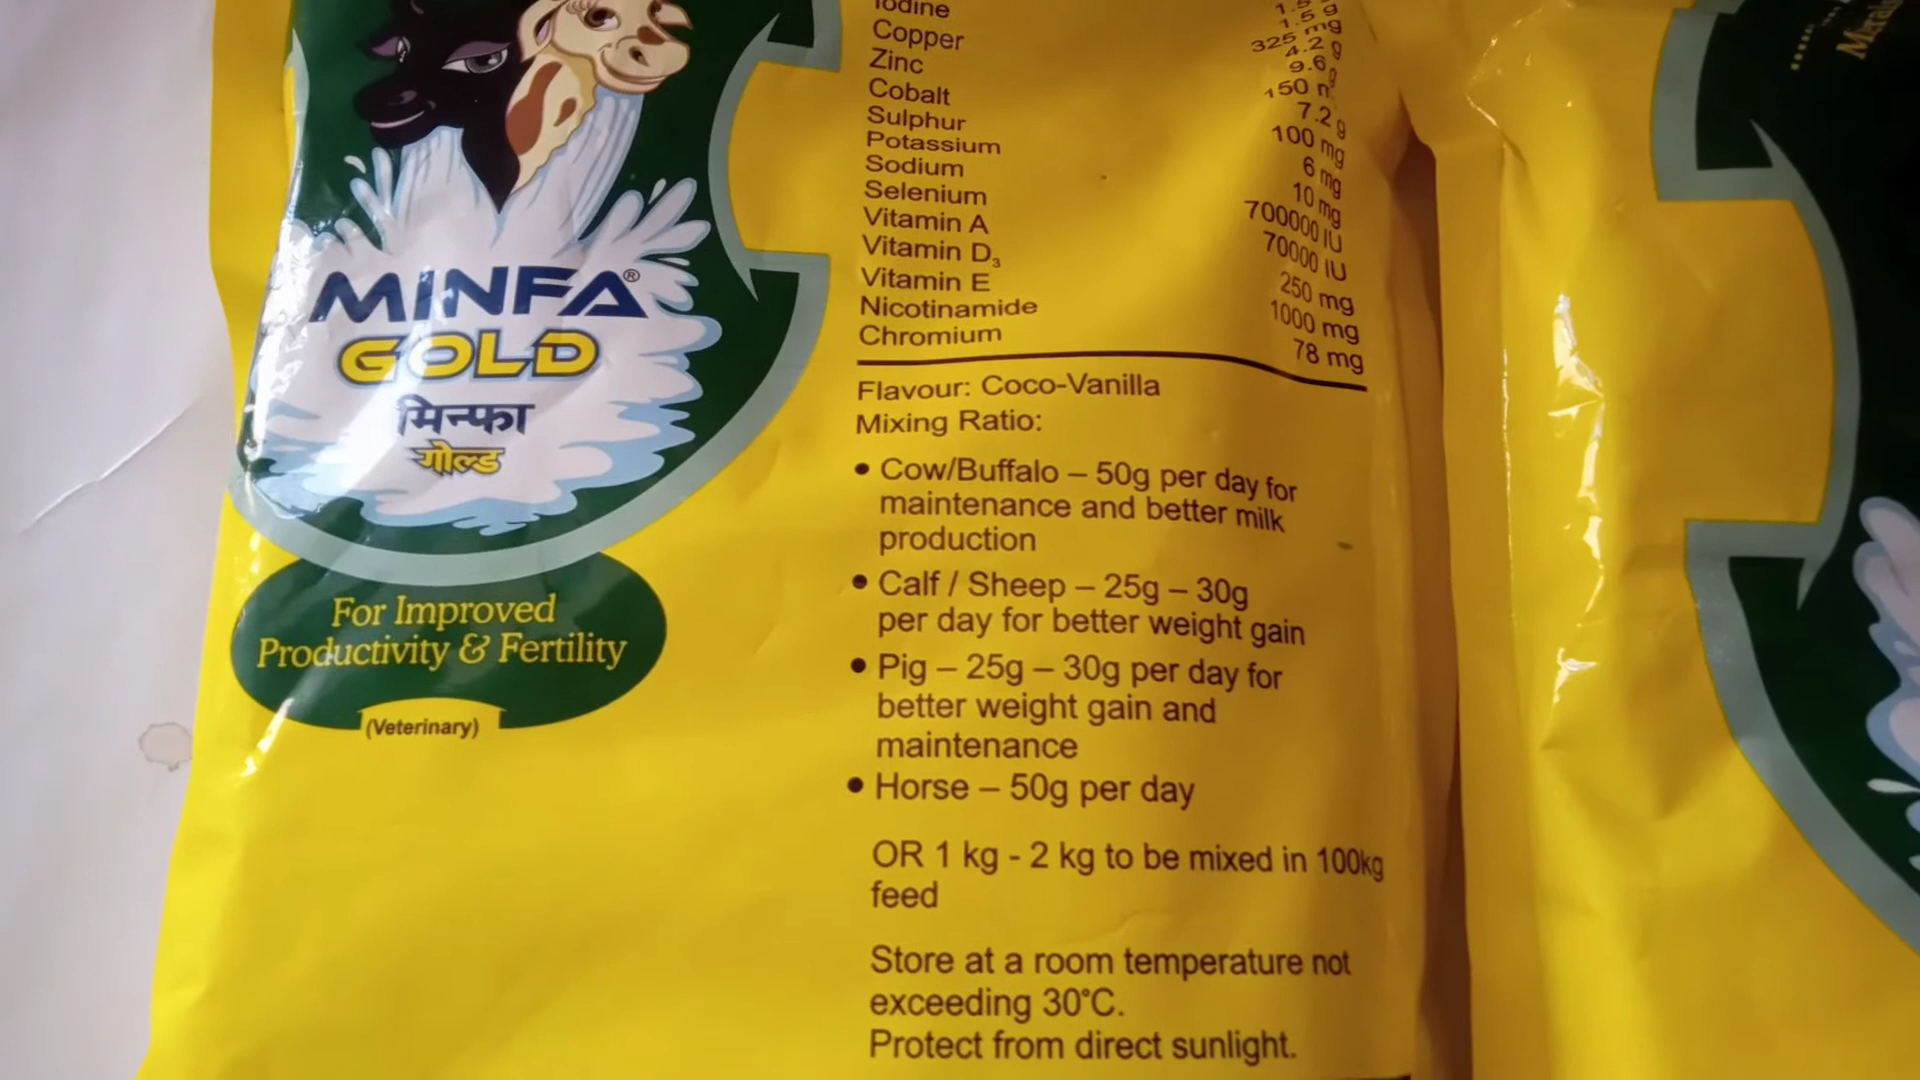 MINFA®
GOLD
मिन्फा
गोल्ड
For Improved
Productivity & Fertility
(Veterinary)
1.5 g
Iodine 325 mg
Copper 4.2 g
Zinc 9.6 g
Cobalt 150
Sulphur 7.2 g
Potassium 100 mg
Sodium 6 mg
Selenium 10 mg
Vitamin A 700000 IU
Vitamin D₃ 70000 IU
Vitamin E 250 mg
Nicotinamide 1000 mg
Chromium 78 mg
Flavour: Coco-Vanilla
Mixing Ratio:
• Cow/Buffalo – 50g per day for
maintenance and better milk
production
• Calf / Sheep – 25g – 30g
per day for better weight gain
• Pig – 25g – 30g per day for
better weight gain and
maintenance
• Horse – 50g per day
OR 1 kg - 2 kg to be mixed in 100kg
feed
Store at a room temperature not
exceeding 30°C.
Protect from direct sunlight.